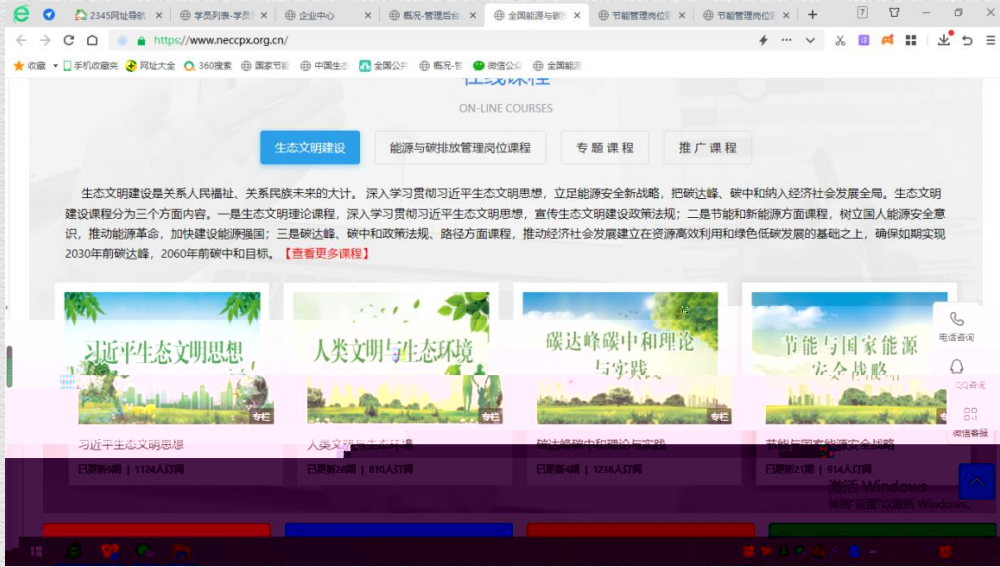 2345网址导航
学员列表-学员
企业中心
概况-管理后台
全国能源与碳
节能管理岗位
节能管理岗位
https://www.neccpx.org.cn/
收藏 手机收藏夹 网址大全 360搜索 国家节能 中国生态 全国公共 概况-管 微信公众 全国能源
在线课程
ON-LINE COURSES
生态文明建设 能源与碳排放管理岗位课程 专题课程 推广课程
生态文明建设是关系人民福祉、关系民族未来的大计。 深入学习贯彻习近平生态文明思想，立足能源安全新战略，把碳达峰、碳中和纳入经济社会发展全局。生态文明
建设课程分为三个方面内容。一是生态文明理论课程，深入学习贯彻习近平生态文明思想，宣传生态文明建设政策法规；二是节能和新能源方面课程，树立国人能源安全意
识，推动能源革命，加快建设能源强国；三是碳达峰、碳中和政策法规、路径方面课程，推动经济社会发展建立在资源高效利用和绿色低碳发展的基础之上，确保如期实现
2030年前碳达峰，2060年前碳中和目标。【查看更多课程】
习近平生态文明思想
人类文明与生态环境
碳达峰碳中和理论
与实践
节能与国家能源
安全战略
电话咨询
QQ咨询
微信客服
专栏 专栏 专栏
习近平生态文明思想
人类文明与生态环境
碳达峰碳中和理论与实践
节能与国家能源安全战略
已更新9期 | 1124人订阅
已更新28期 | 810人订阅
已更新4期 | 1216人订阅
已更新21期 | 914人订阅
激活 Windows
转到"设置"以激活 Windows。